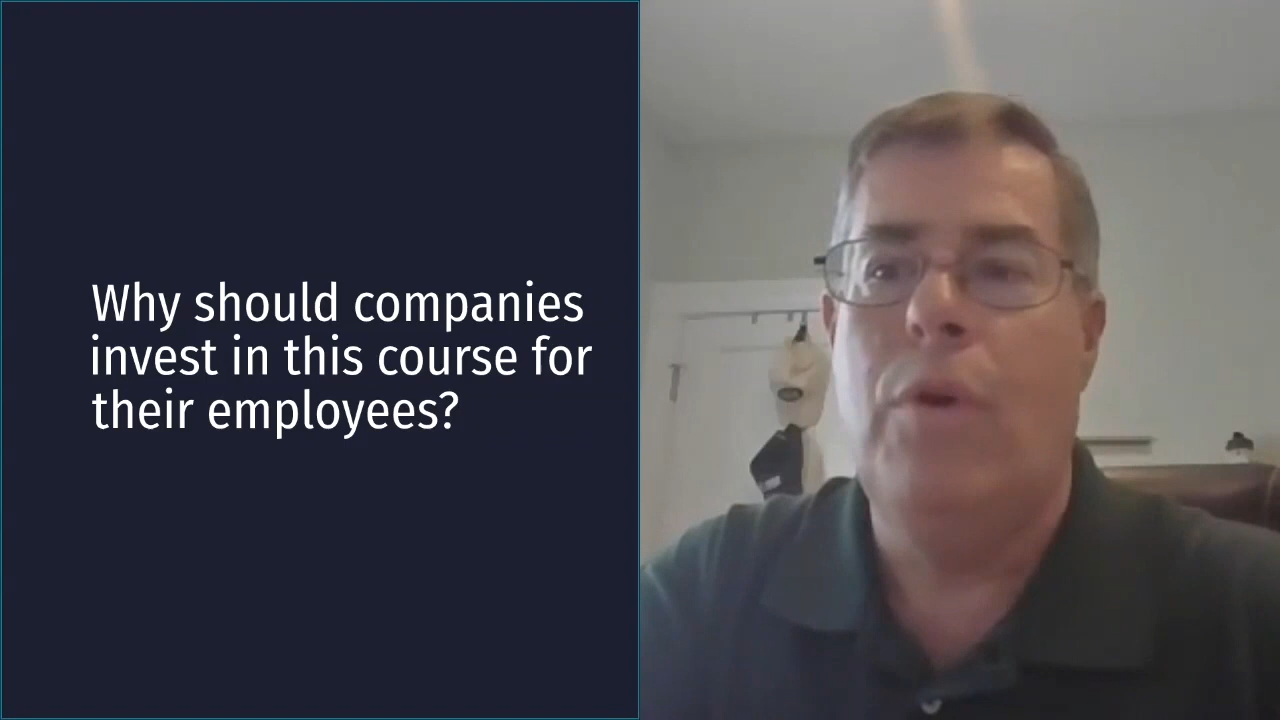 Why should companies
invest in this course for
their employees?